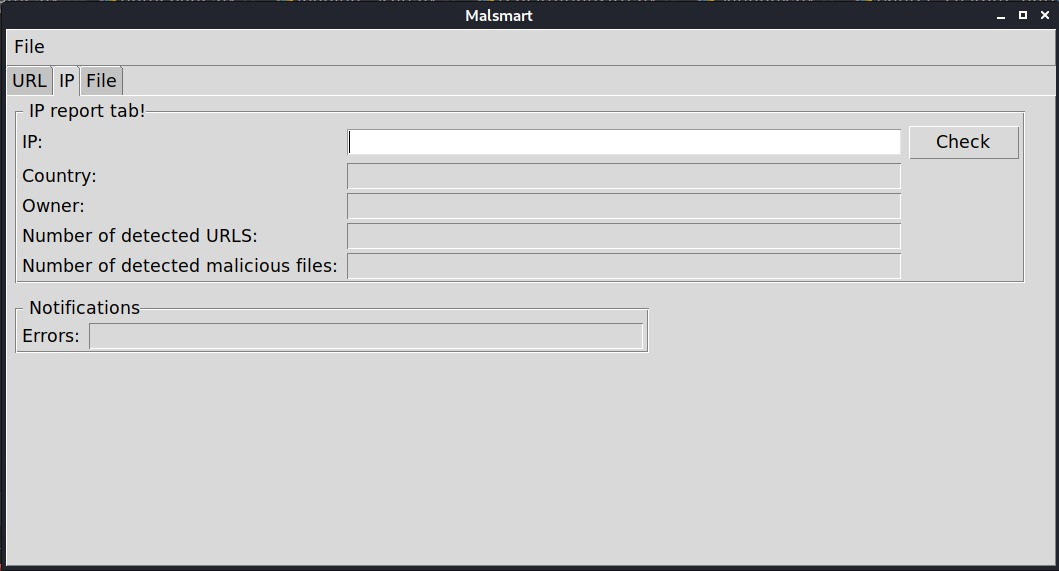 Malsmart
File
URL IP File
IP report tab!
IP: Check
Country:
Owner:
Number of detected URLS:
Number of detected malicious files:
Notifications
Errors: